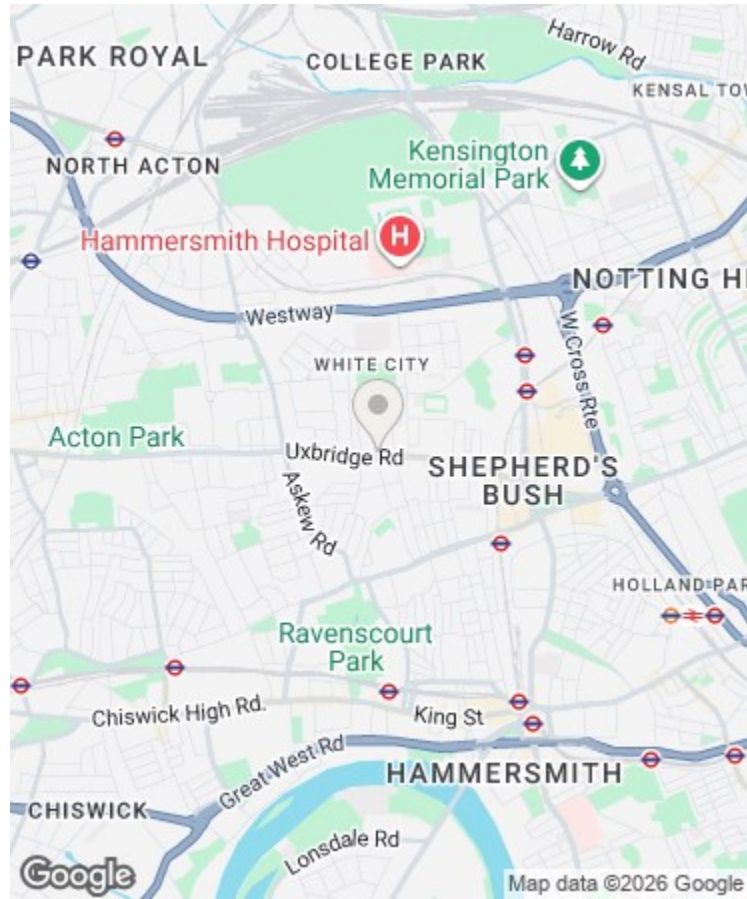 PARK ROYAL
COLLEGE PARK
Harrow Rd
KENSAL TOW
NORTH ACTON
Kensington
Memorial Park
Hammersmith Hospital
H
NOTTING HI
Westway
W Cross Rte
WHITE CITY
Acton Park
Uxbridge Rd
SHEPHERD'S
BUSH
Askew Rd
HOLLAND PAR
Ravenscourt
Park
Chiswick High Rd.
King St
Great West Rd
HAMMERSMITH
CHISWICK
Lonsdale Rd
Google
Map data ©2026 Google